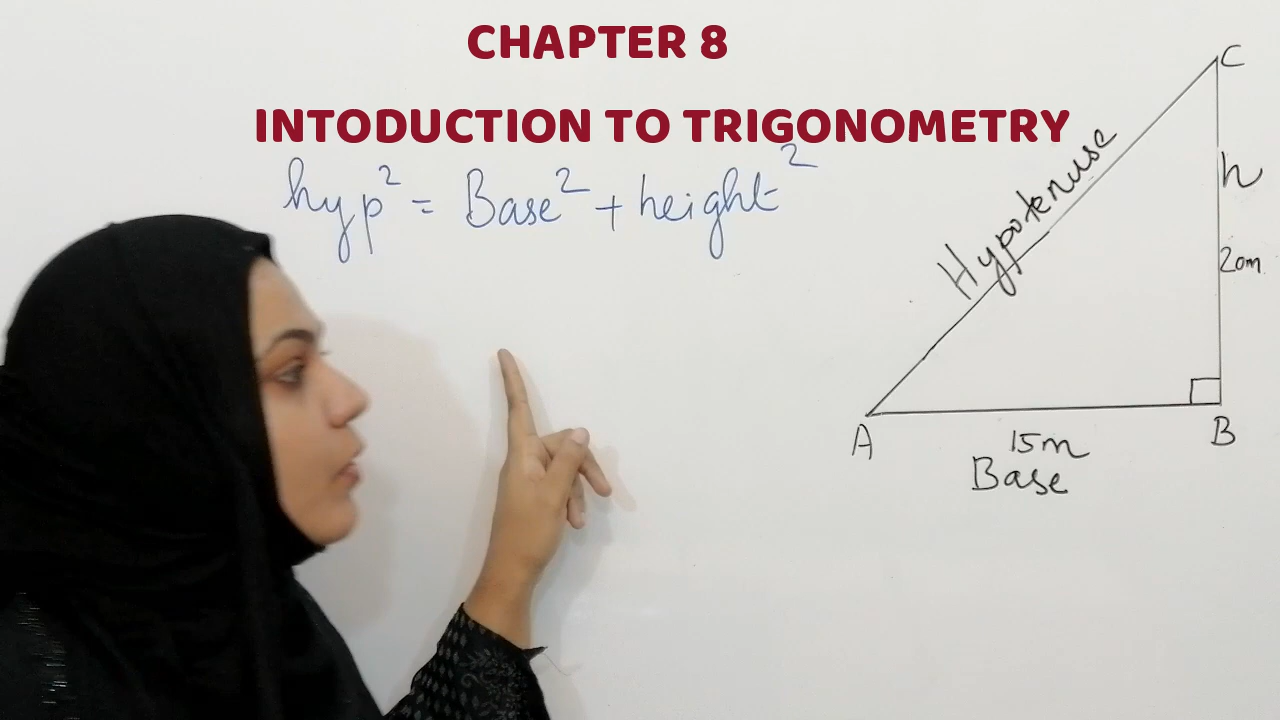 CHAPTER 8
INTODUCTION TO TRIGONOMETRY
hyp² = Base² + height²
C
Hypotenuse
h
20m
A
B
15m
Base